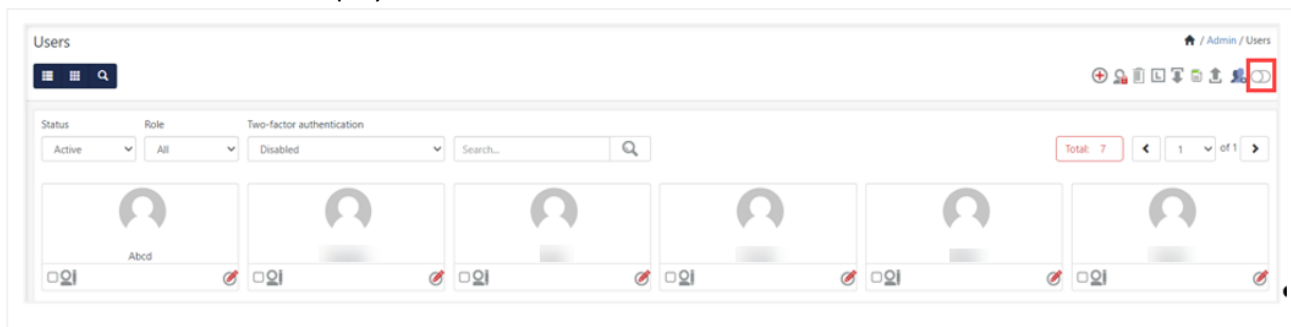 Users
/ Admin / Users
Status
Role
Two-factor authentication
Active
All
Disabled
Search...
Total: 7
1
of 1
Abcd